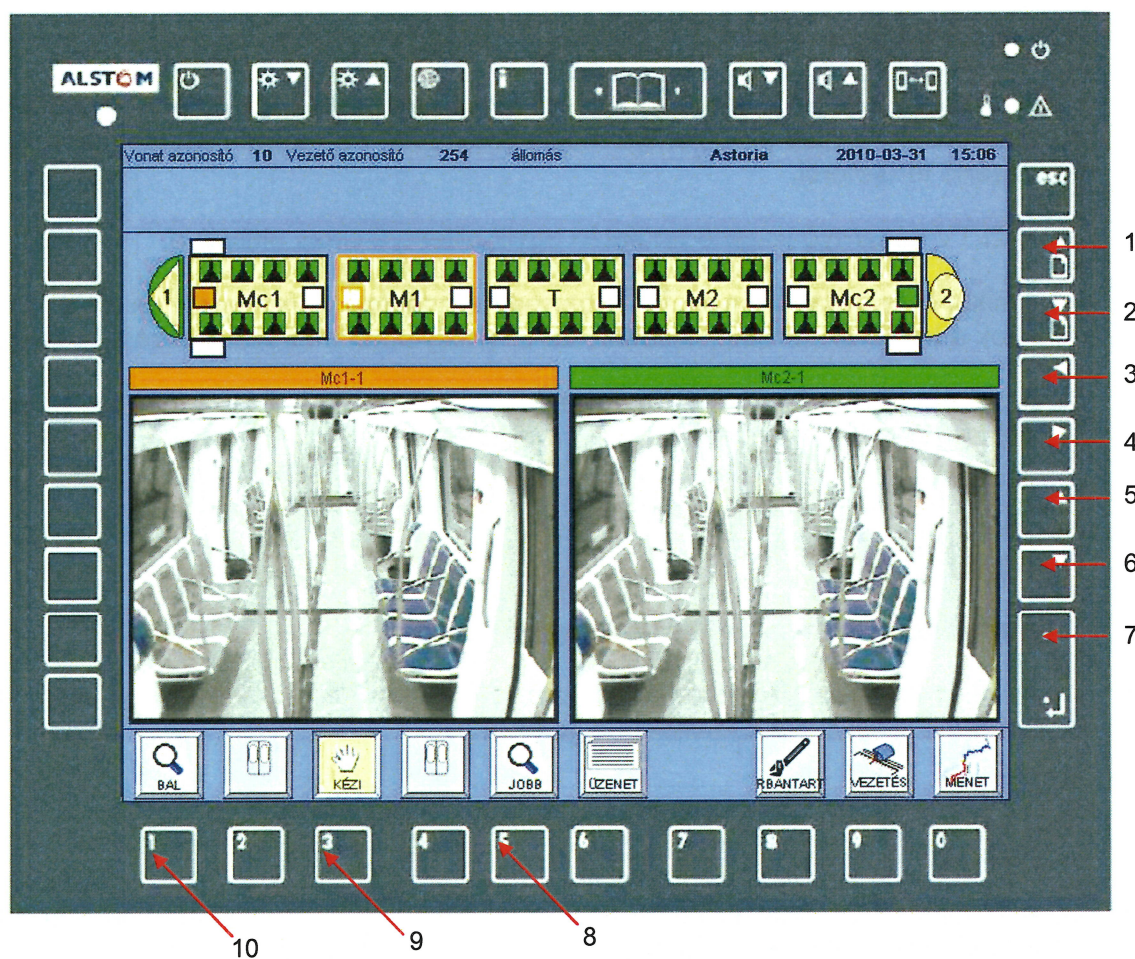 ALSTOM
Vonat azonosító 10 Vezető azonosító 254 állomás Astoria 2010-03-31 15:06
esc
1
2
3
4
5
6
7
1 Mc1 M1 T M2 Mc2 2
Mc1-1 Mc2-1
BAL KÉZI JOBB ÜZENET RBANTART VEZETÉS MENET
1 2 3 4 5 6 7 8 9 0
10 9 8